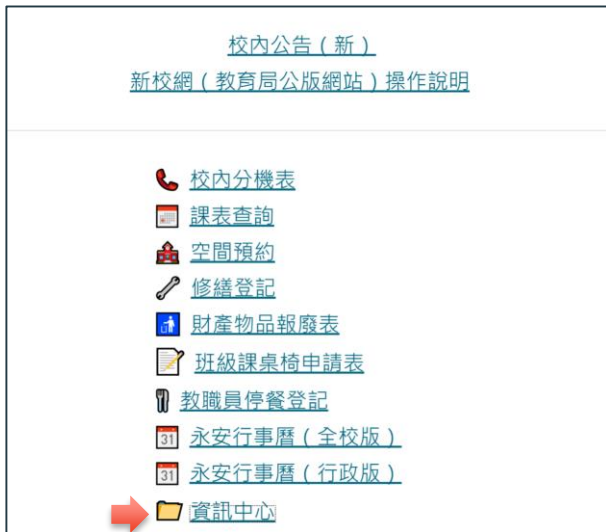 校內公告（新）
新校網（教育局公版網站）操作說明
校內分機表
課表查詢
空間預約
修繕登記
財產物品報廢表
班級課桌椅申請表
教職員停餐登記
31 永安行事曆（全校版）
31 永安行事曆（行政版）
資訊中心